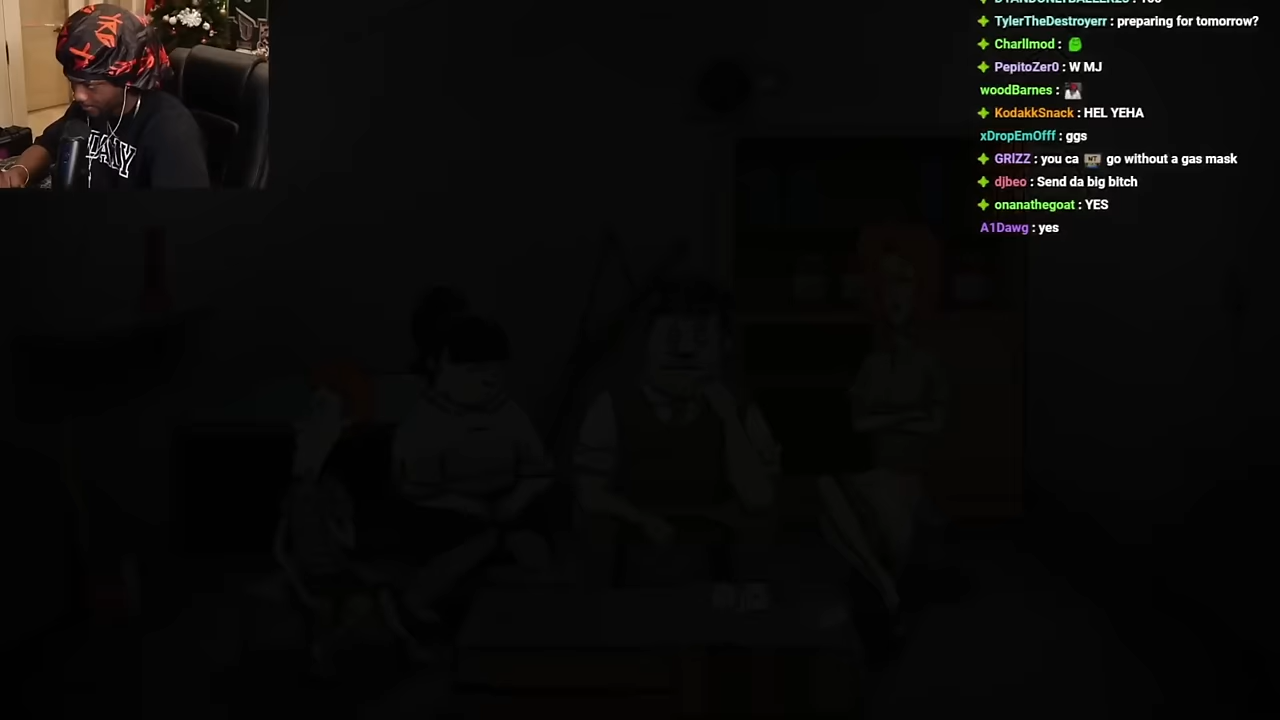 TylerTheDestroyerr : preparing for tomorrow?
Charllmod :
PepitoZer0 : W MJ
woodBarnes :
KodakkSnack : HEL YEHA
xDropEmOfff : ggs
GRIZZ : you ca go without a gas mask
djbeo : Send da big bitch
onanathegoat : YES
A1Dawg : yes